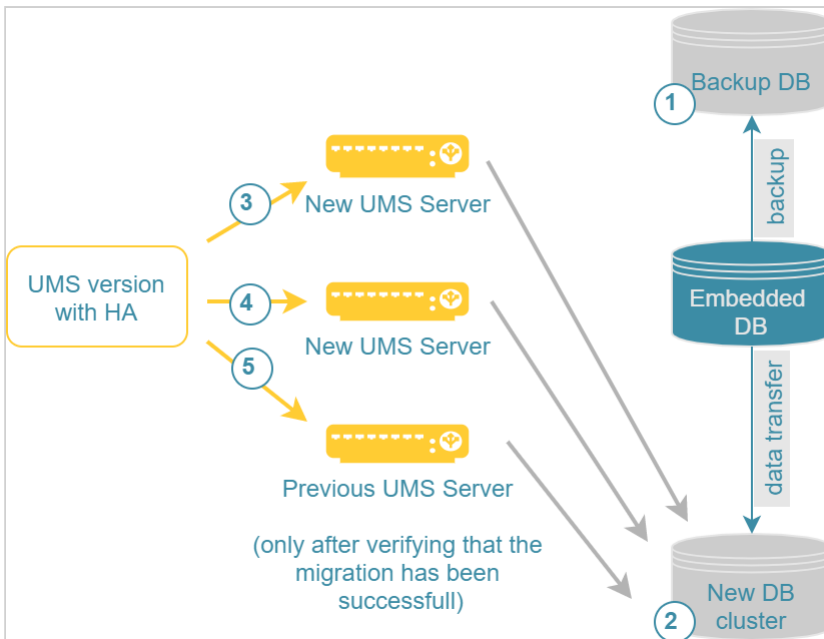 Backup DB
1
backup
3
New UMS Server
UMS version
with HA
4
New UMS Server
Embedded
DB
5
data transfer
Previous UMS Server
(only after verifying that the
migration has been
successfull)
New DB
cluster
2